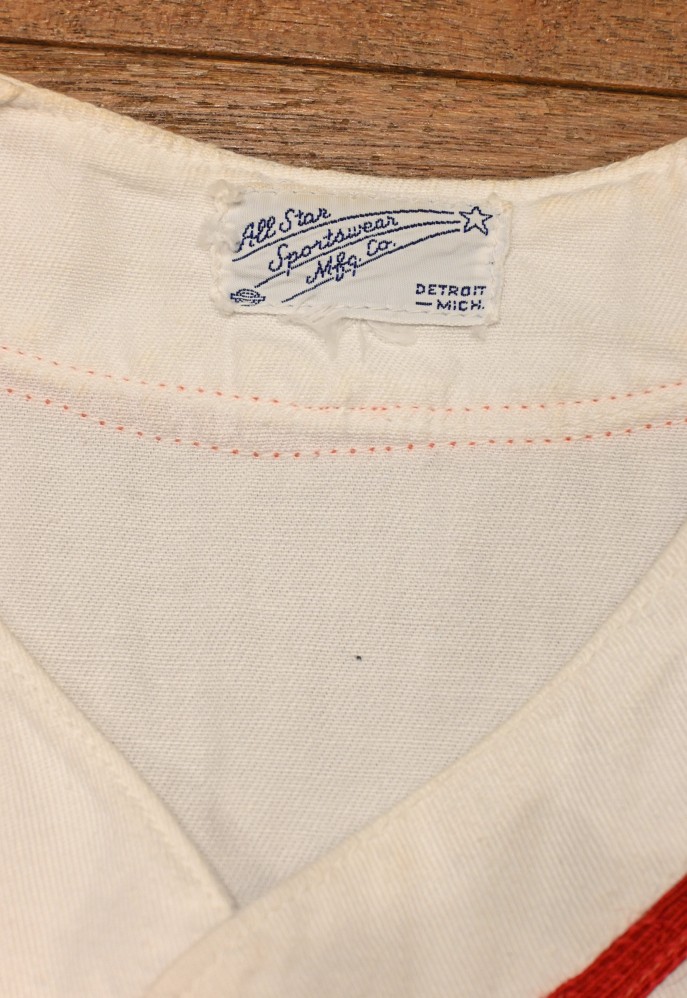 All Star
Sportswear
Mfg. Co.
DETROIT
—MICH.